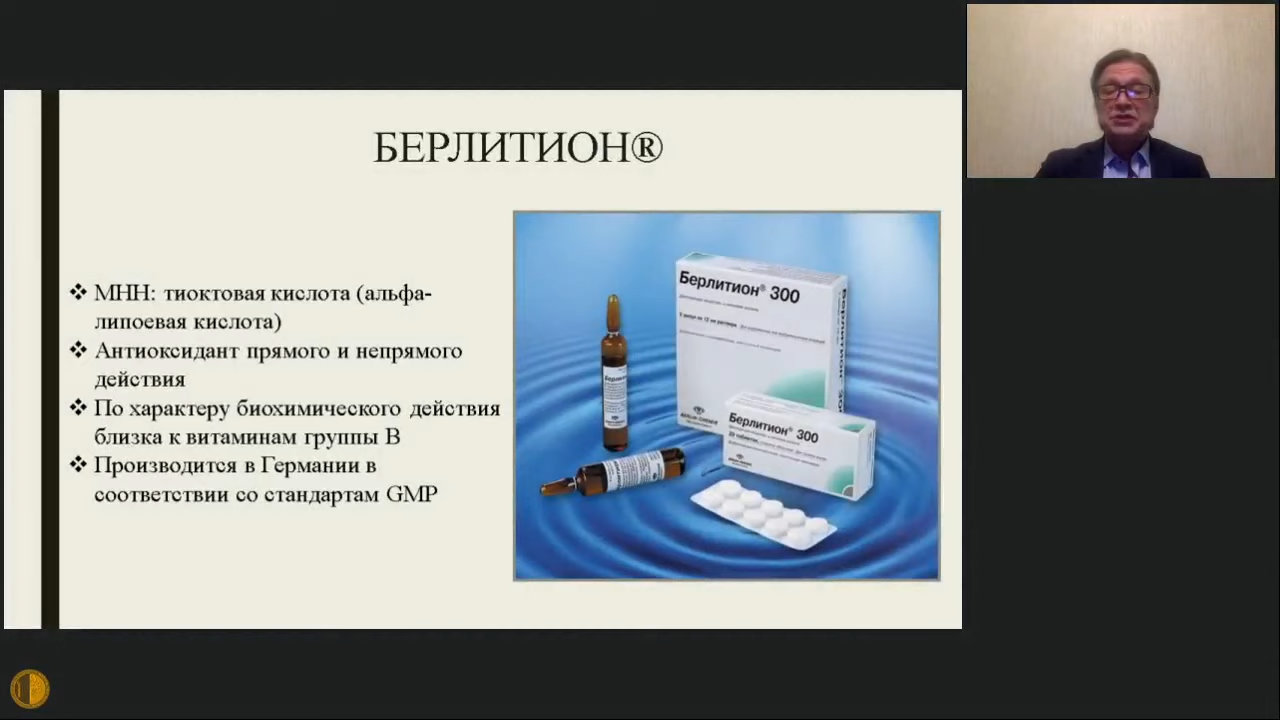 БЕРЛИТИОН®
❖ МНН: тиоктовая кислота (альфа-
липоевая кислота)
❖ Антиоксидант прямого и непрямого
действия
❖ По характеру биохимического действия
близка к витаминам группы В
❖ Производится в Германии в
соответствии со стандартам GMP
Берлитион® 300
Берлитион® 300